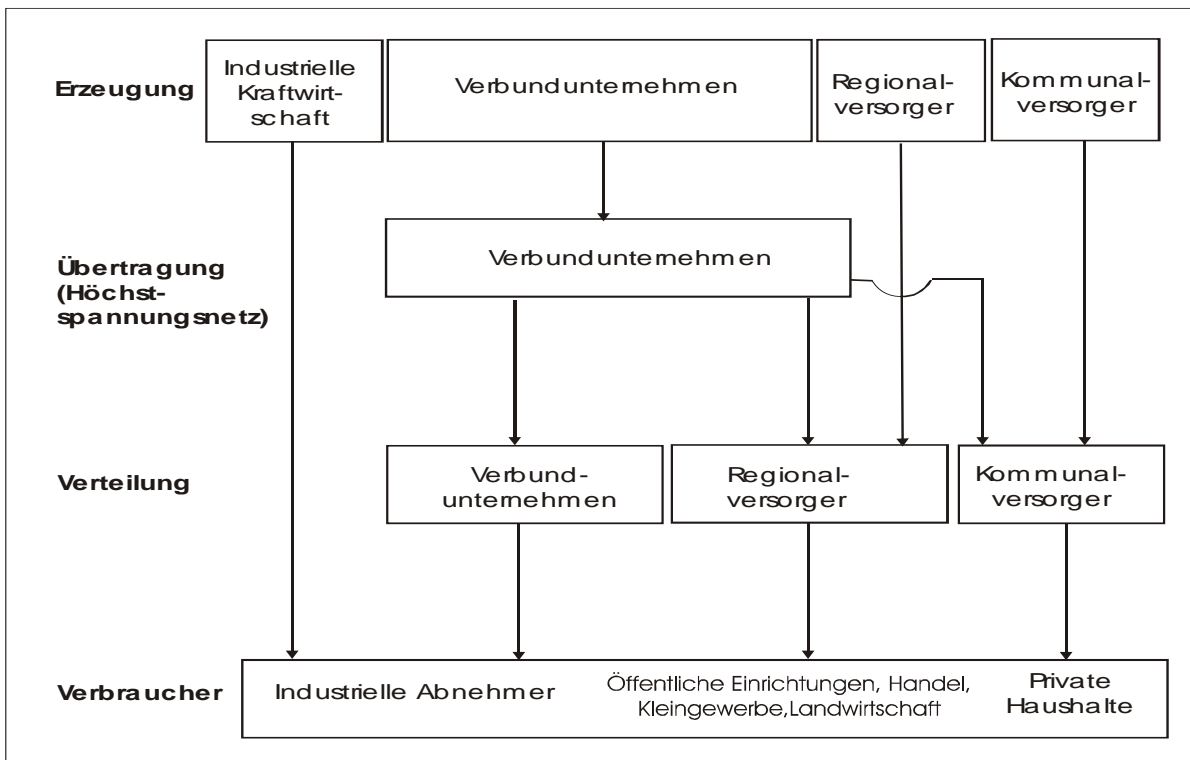 Erzeugung
Industrielle
Kraftwirt-
schaft
Verbundunternehmen
Regional-
versorger
Kommunal-
versorger
Übertragung
(Höchst-
spannungsnetz)
Verbundunternehmen
Verteilung
Verbund-
unternehmen
Regional-
versorger
Kommunal-
versorger
Verbraucher
Industrielle Abnehmer
Öffentliche Einrichtungen, Handel,
Kleingewerbe,Landwirtschaft
Private
Haushalte